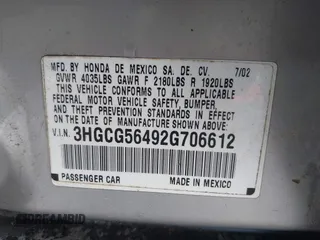 MFD. BY HONDA DE MEXICO SA. DE. CV. 7/02
GVWR 4035LBS GAWR F 2180LBS R 1920LBS
THIS VEHICLE CONFORMS TO ALL APPLICABLE
FEDERAL MOTOR VEHICLE SAFETY, BUMPER,
AND THEFT PREVENTION STANDARDS IN EFFECT
ON THE DATE OF MANUFACTURE SHOWN ABOVE.
V.I.N. 3HGCG56492G706612
PASSENGER CAR MADE IN MEXICO